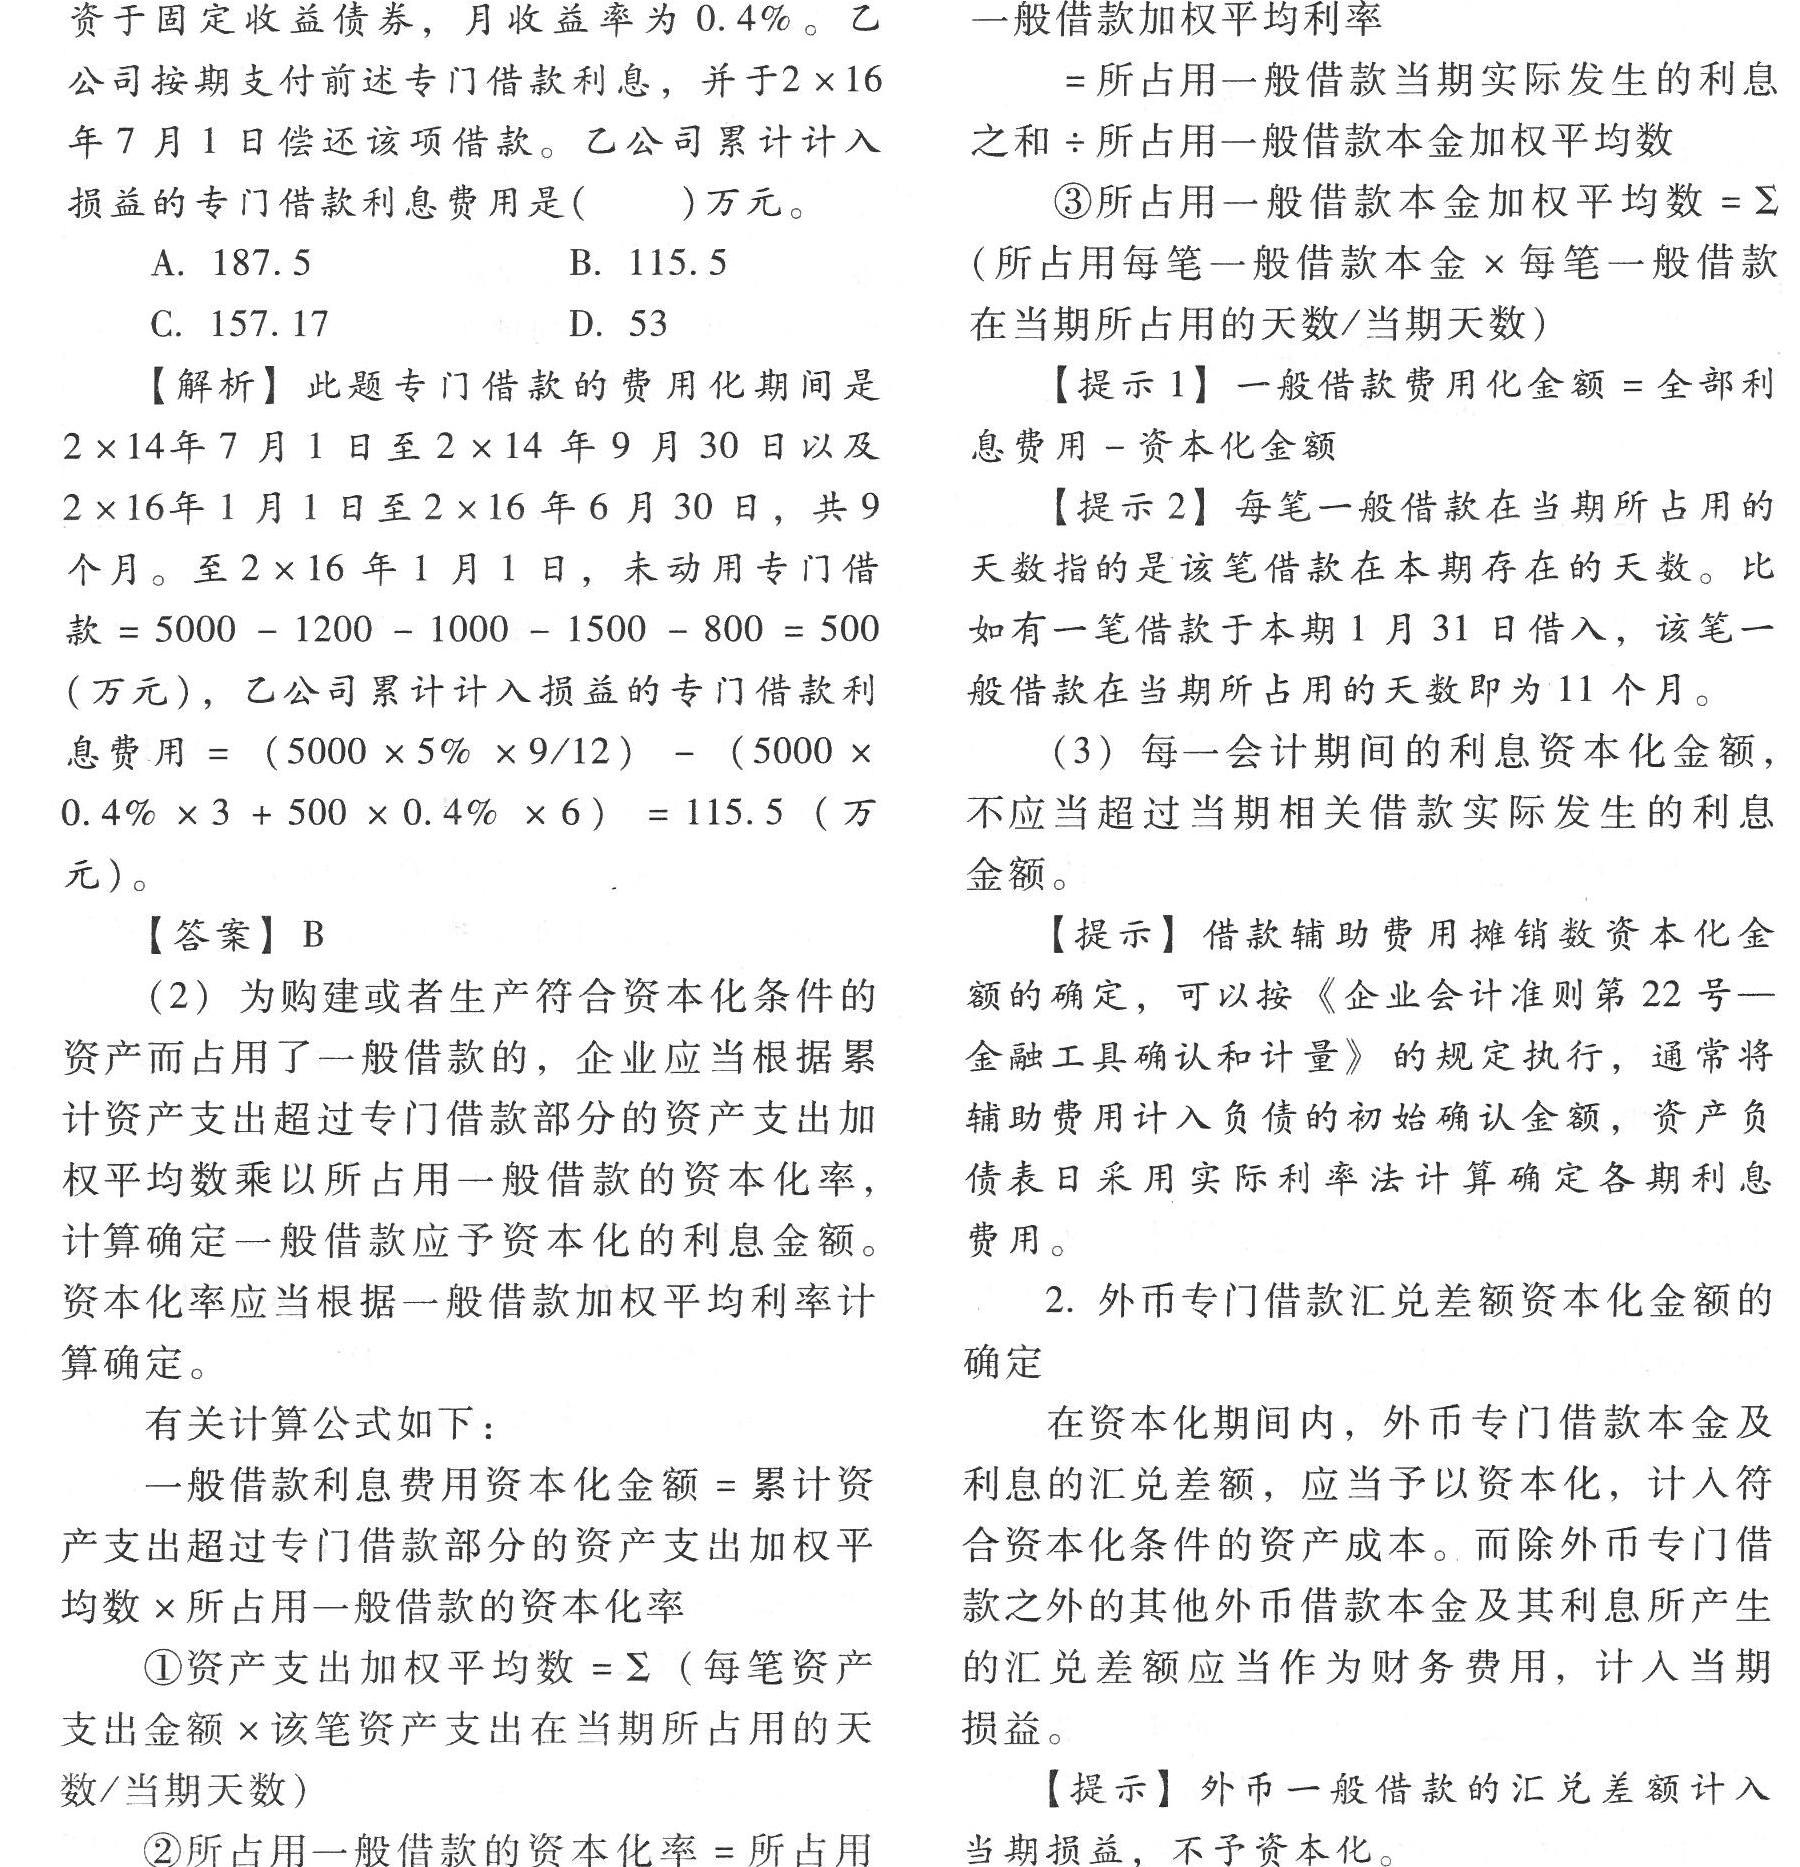 资于固定收益债券，月收益率为 0.4%。乙
公司按期支付前述专门借款利息，并于2×16
年 7 月 1 日偿还该项借款。乙公司累计计入
损益的专门借款利息费用是(　　)万元。
A. 187.5　　B. 115.5
C. 157.17　　D. 53
【解析】此题专门借款的费用化期间是
2×14年 7 月 1 日至 2×14 年 9 月 30 日以及
2×16年 1 月 1 日至 2×16 年 6 月 30 日，共 9
个月。至 2×16 年 1 月 1 日，未动用专门借
款 = 5000 - 1200 - 1000 - 1500 - 800 = 500
(万元)，乙公司累计计入损益的专门借款利
息费用 = (5000×5% ×9/12) - (5000×
0.4% ×3 + 500×0.4% ×6) = 115.5 (万
元)。
【答案】B
(2) 为购建或者生产符合资本化条件的
资产而占用了一般借款的，企业应当根据累
计资产支出超过专门借款部分的资产支出加
权平均数乘以所占用一般借款的资本化率，
计算确定一般借款应予资本化的利息金额。
资本化率应当根据一般借款加权平均利率计
算确定。
有关计算公式如下：
一般借款利息费用资本化金额 = 累计资
产支出超过专门借款部分的资产支出加权平
均数×所占用一般借款的资本化率
①资产支出加权平均数 = Σ (每笔资产
支出金额×该笔资产支出在当期所占用的天
数/当期天数)
②所占用一般借款的资本化率 = 所占用
一般借款加权平均利率
=所占用一般借款当期实际发生的利息
之和÷所占用一般借款本金加权平均数
③所占用一般借款本金加权平均数 = Σ
(所占用每笔一般借款本金×每笔一般借款
在当期所占用的天数/当期天数)
【提示 1】一般借款费用化金额 = 全部利
息费用 - 资本化金额
【提示 2】每笔一般借款在当期所占用的
天数指的是该笔借款在本期存在的天数。比
如有一笔借款于本期 1 月 31 日借入，该笔一
般借款在当期所占用的天数即为 11 个月。
(3) 每一会计期间的利息资本化金额，
不应当超过当期相关借款实际发生的利息
金额。
【提示】借款辅助费用摊销数资本化金
额的确定，可以按《企业会计准则第 22 号—
金融工具确认和计量》的规定执行，通常将
辅助费用计入负债的初始确认金额，资产负
债表日采用实际利率法计算确定各期利息
费用。
2. 外币专门借款汇兑差额资本化金额的
确定
在资本化期间内，外币专门借款本金及
利息的汇兑差额，应当予以资本化，计入符
合资本化条件的资产成本。而除外币专门借
款之外的其他外币借款本金及其利息所产生
的汇兑差额应当作为财务费用，计入当期
损益。
【提示】外币一般借款的汇兑差额计入
当期损益，不予资本化。